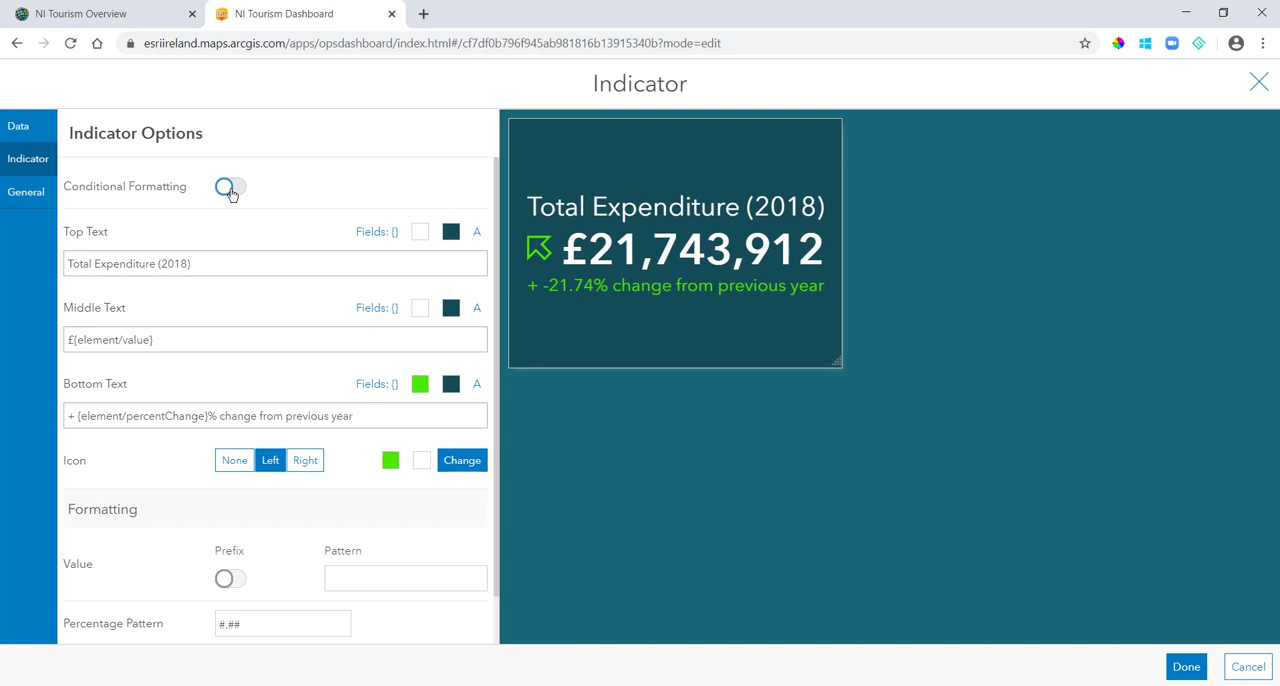 NI Tourism Overview
NI Tourism Dashboard
esriireland.maps.arcgis.com/apps/opsdashboard/index.html#/cf7df0b796f945ab981816b13915340b?mode=edit
Indicator
Data
Indicator
General
Indicator Options
Conditional Formatting
Top Text Fields: {} A
Total Expenditure (2018)
Middle Text Fields: {} A
£{element/value}
Bottom Text Fields: {} A
+ {element/percentChange}% change from previous year
Icon None Left Right Change
Formatting
Prefix Pattern
Value
Percentage Pattern #.##
Total Expenditure (2018)
£21,743,912
+ -21.74% change from previous year
Done Cancel